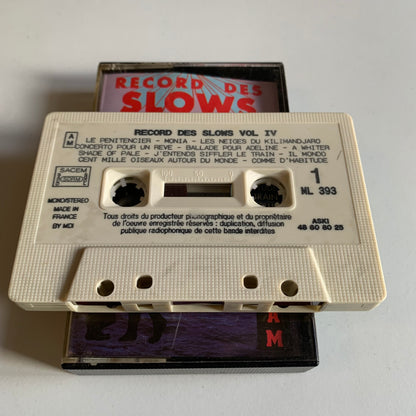 RECORD DES
SLOWS
A
M
RECORD DES SLOWS VOL IV
LE PENITENCIER - MONIA - LES NEIGES DU KILIMANDJARO
CONCERTO POUR UN REVE - BALLADE POUR ADELINE - A WHITER
SHADE OF PALE - J'ENTENDS SIFFLER LE TRAIN - IL MONDO
CENT MILLE OISEAUX AUTOUR DU MONDE - COMME D'HABITUDE
SACEM
1
ML 393
MONO/STEREO
MADE IN
FRANCE
BY MDI
Tous droits du producteur phonographique et du propriétaire
de l'oeuvre enregistrée réservés : duplication, diffusion
publique radiophonique de cette bande interdites
ASKI
48 60 80 25
AM